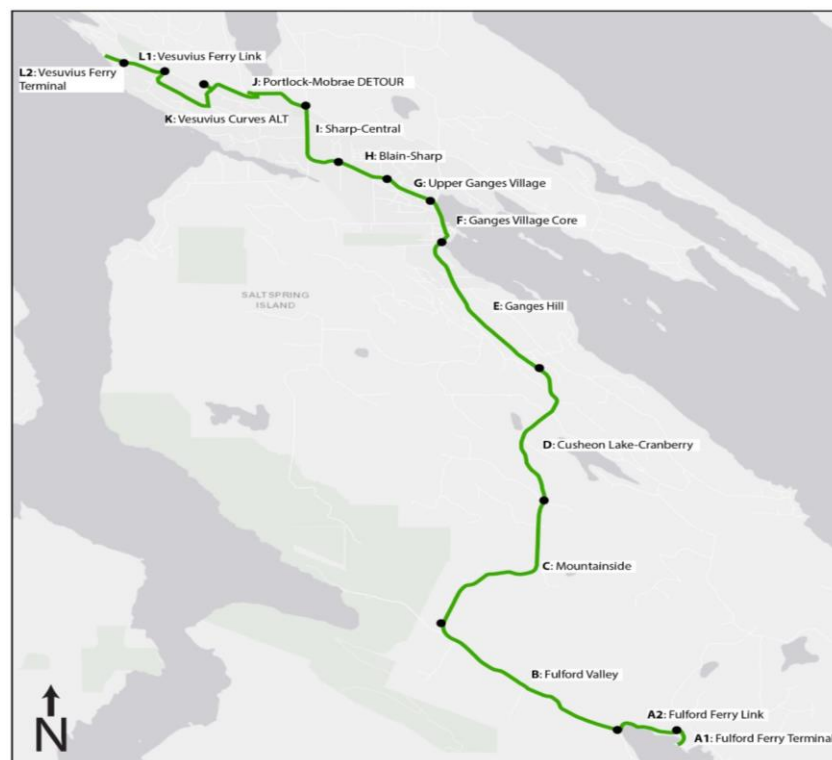 L1: Vesuvius Ferry Link
L2: Vesuvius Ferry
Terminal
J: Portlock-Mobrae DETOUR
K: Vesuvius Curves ALT
I: Sharp-Central
H: Blain-Sharp
G: Upper Ganges Village
F: Ganges Village Core
SALTSPRING
ISLAND
E: Ganges Hill
D: Cusheon Lake-Cranberry
C: Mountainside
B: Fulford Valley
A2: Fulford Ferry Link
A1: Fulford Ferry Terminal
N